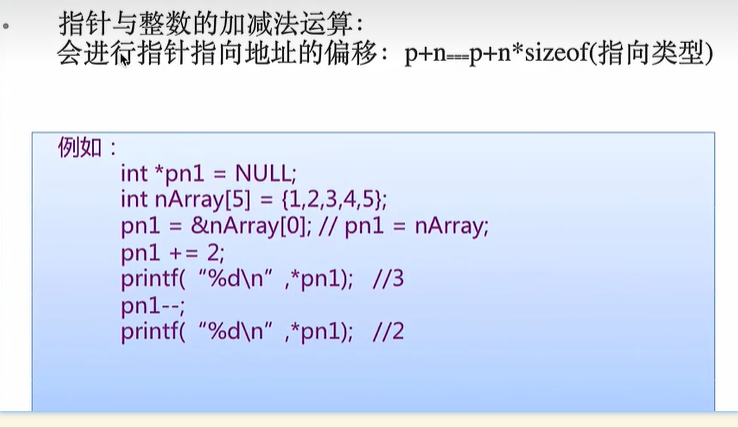 指针与整数的加减法运算：
会进行指针指向地址的偏移：p+n===p+n*sizeof(指向类型)
例如：
int *pn1 = NULL;
int nArray[5] = {1,2,3,4,5};
pn1 = &nArray[0]; // pn1 = nArray;
pn1 += 2;
printf( “%d\n” ,*pn1); //3
pn1--;
printf( “%d\n” ,*pn1); //2